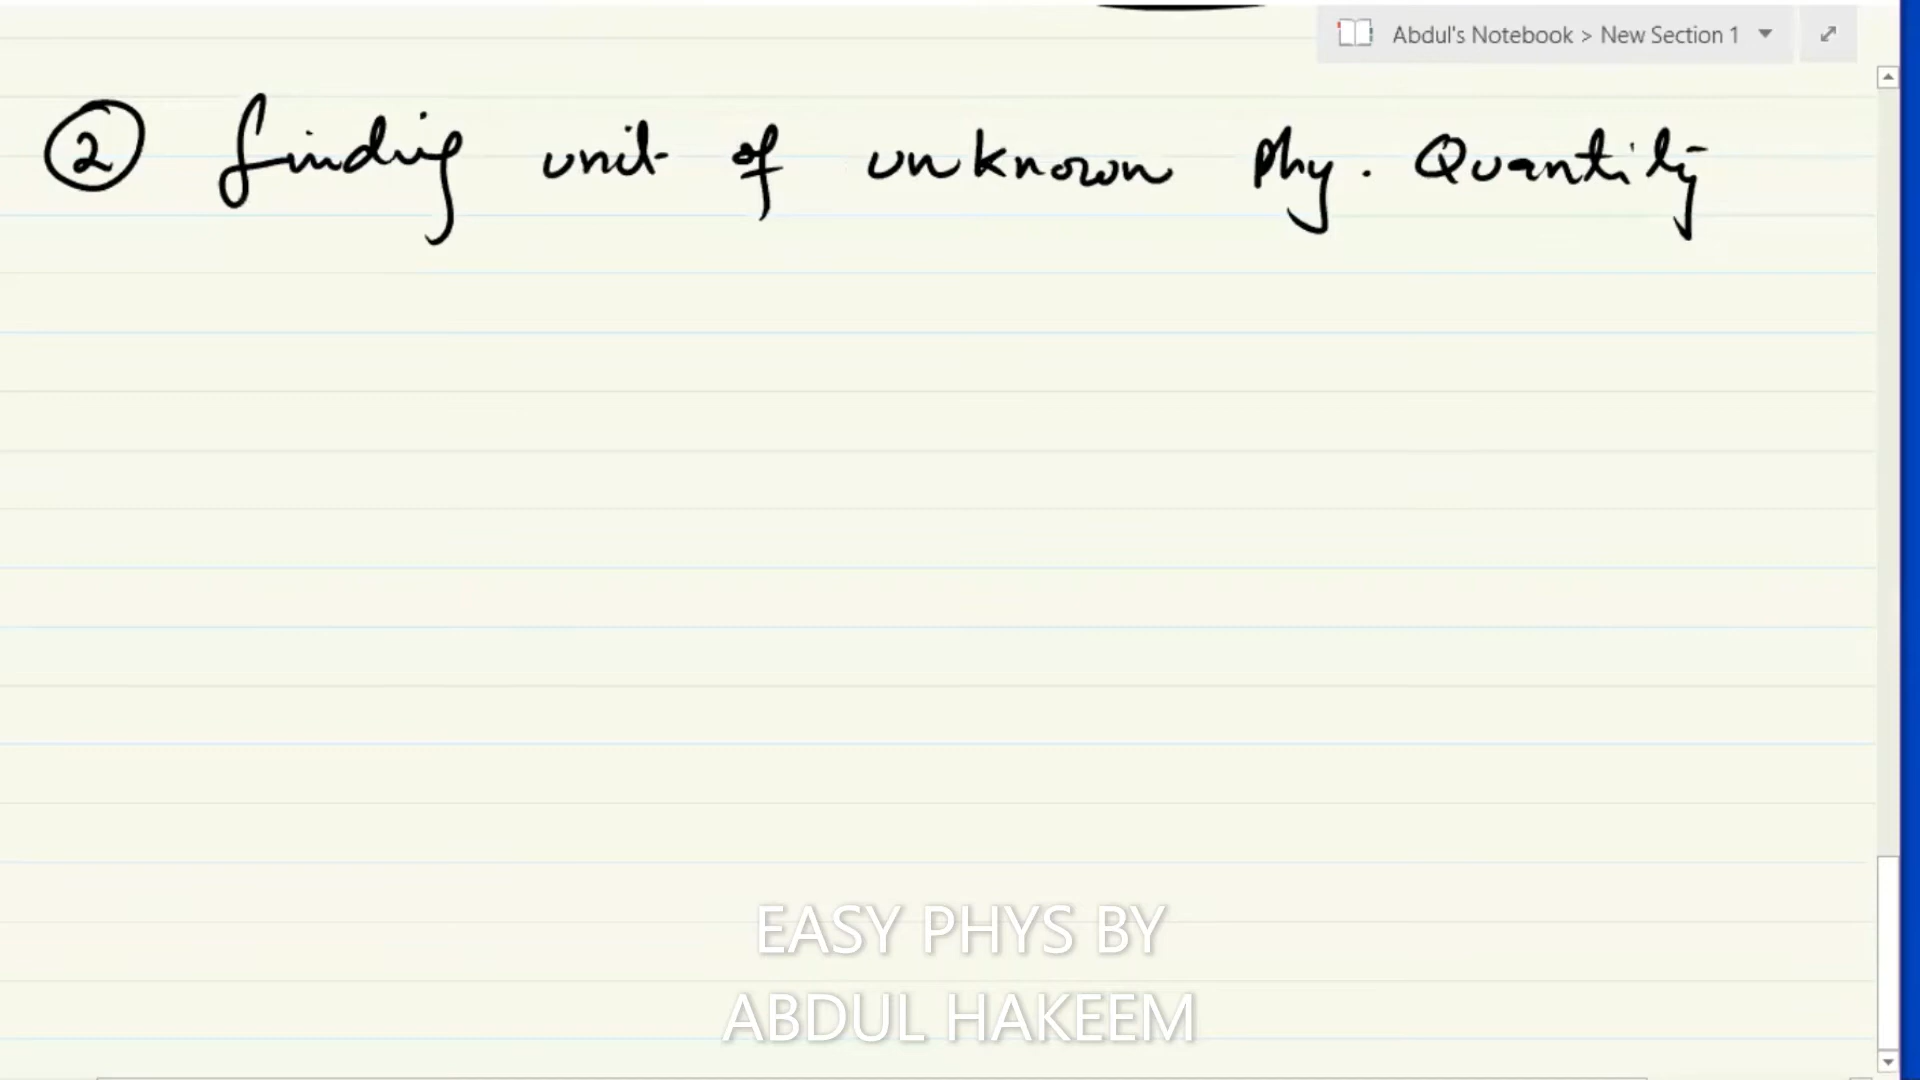 Abdul's Notebook > New Section 1
② finding unit of unknown Phy. Quantity
EASY PHYS BY
ABDUL HAKEEM